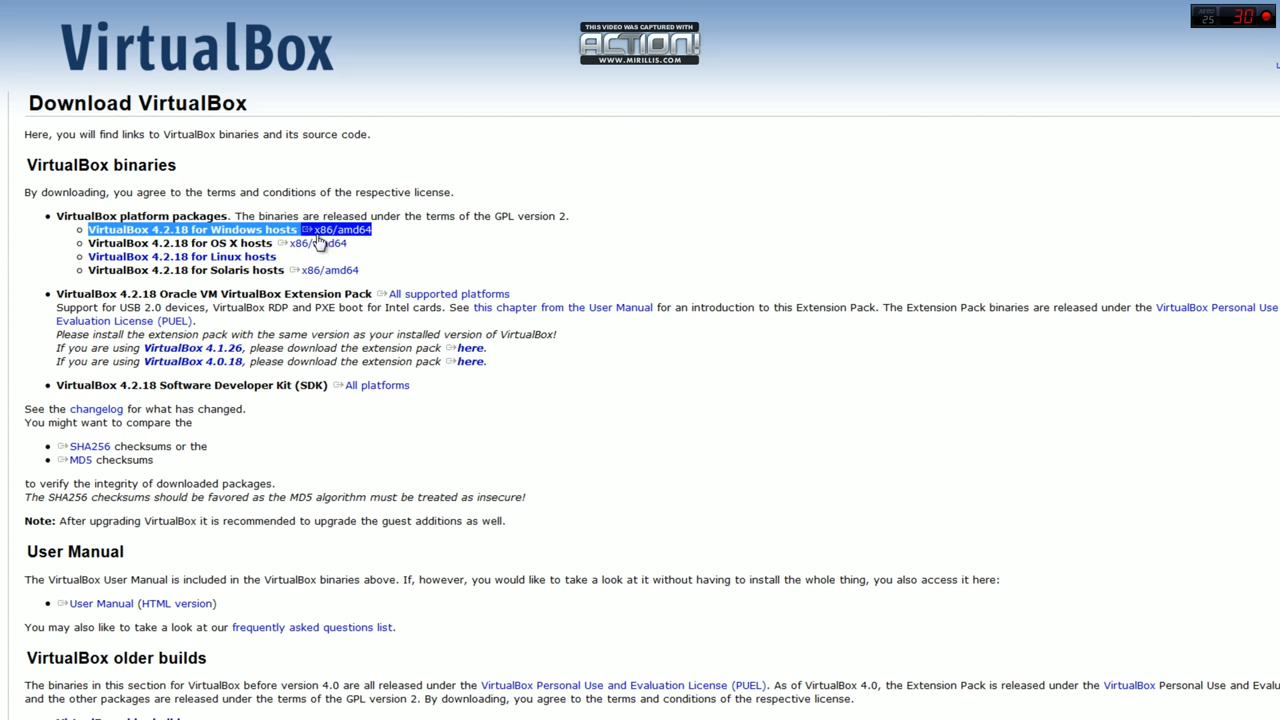 VirtualBox
THIS VIDEO WAS CAPTURED WITH
ACTION!
WWW.MIRILLIS.COM
25
30
Download VirtualBox
Here, you will find links to VirtualBox binaries and its source code.
VirtualBox binaries
By downloading, you agree to the terms and conditions of the respective license.
VirtualBox platform packages. The binaries are released under the terms of the GPL version 2.
VirtualBox 4.2.18 for Windows hosts x86/amd64
VirtualBox 4.2.18 for OS X hosts x86/amd64
VirtualBox 4.2.18 for Linux hosts
VirtualBox 4.2.18 for Solaris hosts x86/amd64
VirtualBox 4.2.18 Oracle VM VirtualBox Extension Pack All supported platforms
Support for USB 2.0 devices, VirtualBox RDP and PXE boot for Intel cards. See this chapter from the User Manual for an introduction to this Extension Pack. The Extension Pack binaries are released under the VirtualBox Personal Use
Evaluation License (PUEL).
Please install the extension pack with the same version as your installed version of VirtualBox!
If you are using VirtualBox 4.1.26, please download the extension pack here.
If you are using VirtualBox 4.0.18, please download the extension pack here.
VirtualBox 4.2.18 Software Developer Kit (SDK) All platforms
See the changelog for what has changed.
You might want to compare the
SHA256 checksums or the
MD5 checksums
to verify the integrity of downloaded packages.
The SHA256 checksums should be favored as the MD5 algorithm must be treated as insecure!
Note: After upgrading VirtualBox it is recommended to upgrade the guest additions as well.
User Manual
The VirtualBox User Manual is included in the VirtualBox binaries above. If, however, you would like to take a look at it without having to install the whole thing, you also access it here:
User Manual (HTML version)
You may also like to take a look at our frequently asked questions list.
VirtualBox older builds
The binaries in this section for VirtualBox before version 4.0 are all released under the VirtualBox Personal Use and Evaluation License (PUEL). As of VirtualBox 4.0, the Extension Pack is released under the VirtualBox Personal Use and Evalu
and the other packages are released under the terms of the GPL version 2. By downloading, you agree to the terms and conditions of the respective license.